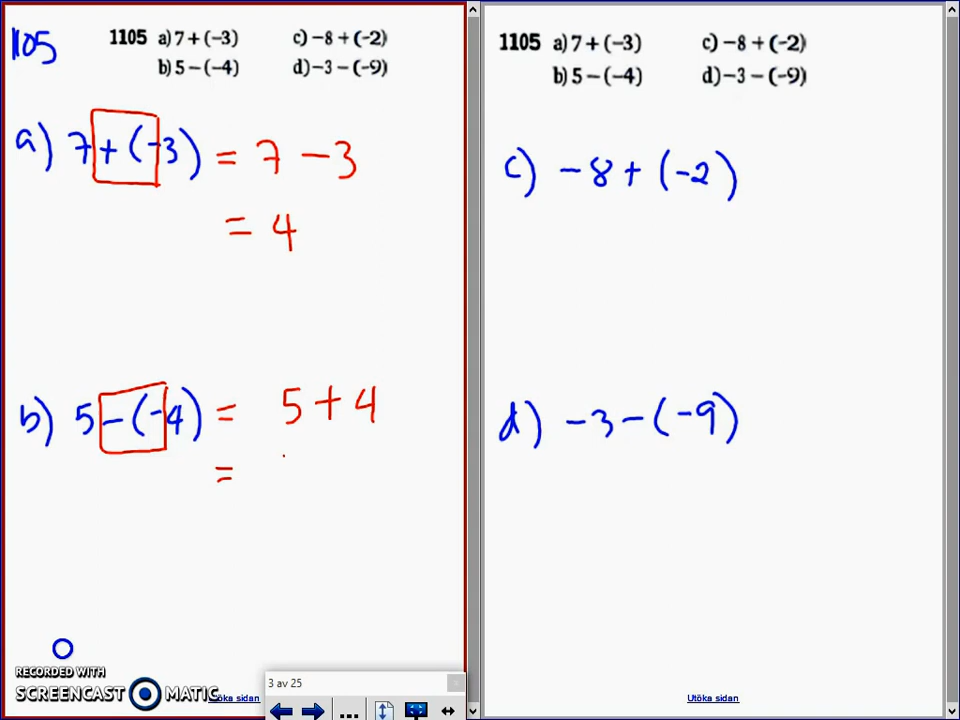 1105
1105 a) 7 + (−3) c) −8 + (−2)
b) 5 − (−4) d) −3 − (−9)
a) 7 + (-3) = 7 - 3
= 4
b) 5 - (-4) = 5 + 4
=
RECORDED WITH
SCREENCAST MATIC
Utöka sidan
3 av 25
...
1105 a) 7 + (−3) c) −8 + (−2)
b) 5 − (−4) d) −3 − (−9)
c) -8 + (-2)
d) -3 - (-9)
Utöka sidan